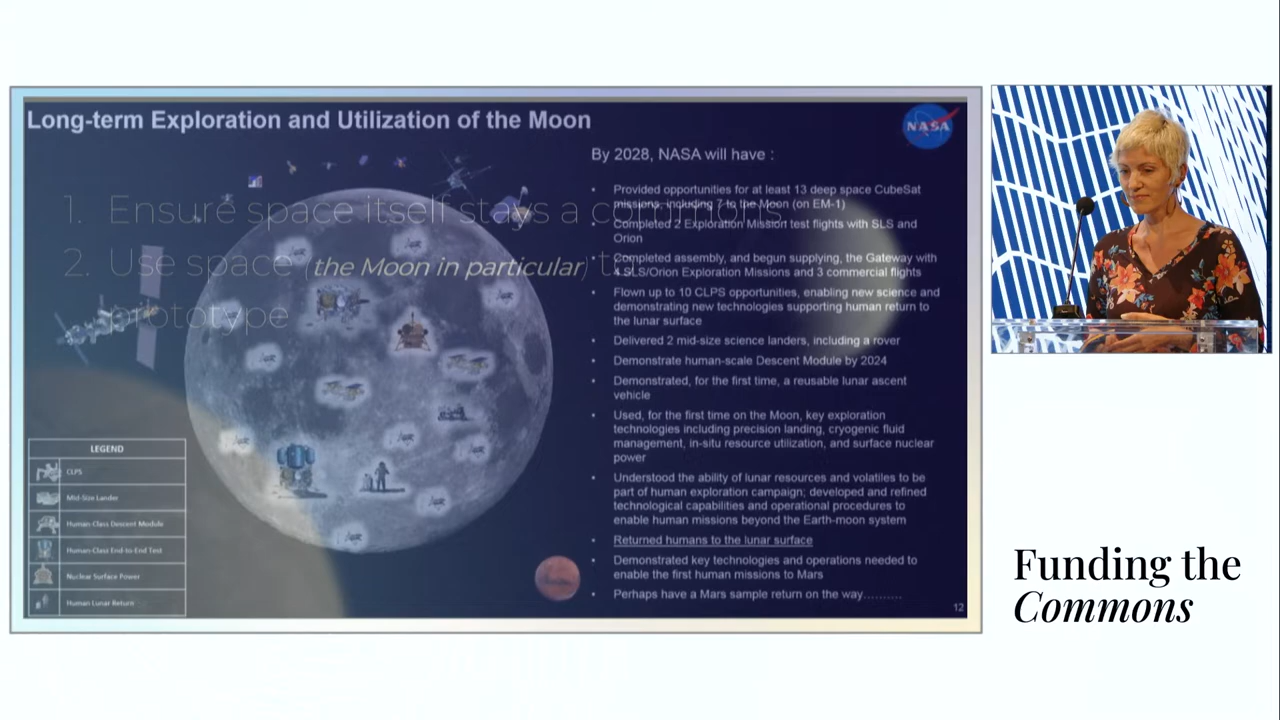 Long-term Exploration and Utilization of the Moon
NASA
1. Ensure space itself stays a commons
2. Use space (the Moon in particular) to
prototype
By 2028, NASA will have :
• Provided opportunities for at least 13 deep space CubeSat
missions, including 7 to the Moon (on EM-1)
• Completed 2 Exploration Mission test flights with SLS and
Orion
• Completed assembly, and begun supplying, the Gateway with
4 SLS/Orion Exploration Missions and 3 commercial flights
• Flown up to 10 CLPS opportunities, enabling new science and
demonstrating new technologies supporting human return to
the lunar surface
• Delivered 2 mid-size science landers, including a rover
• Demonstrate human-scale Descent Module by 2024
• Demonstrated, for the first time, a reusable lunar ascent
vehicle
• Used, for the first time on the Moon, key exploration
technologies including precision landing, cryogenic fluid
management, in-situ resource utilization, and surface nuclear
power
• Understood the ability of lunar resources and volatiles to be
part of human exploration campaign; developed and refined
technological capabilities and operational procedures to
enable human missions beyond the Earth-moon system
• Returned humans to the lunar surface
• Demonstrated key technologies and operations needed to
enable the first human missions to Mars
• Perhaps have a Mars sample return on the way..........
12
LEGEND
CLPS
Mid-Size Lander
Human-Class Descent Module
Human-Class End-to-End Test
Nuclear Surface Power
Human Lunar Return
Funding the
Commons